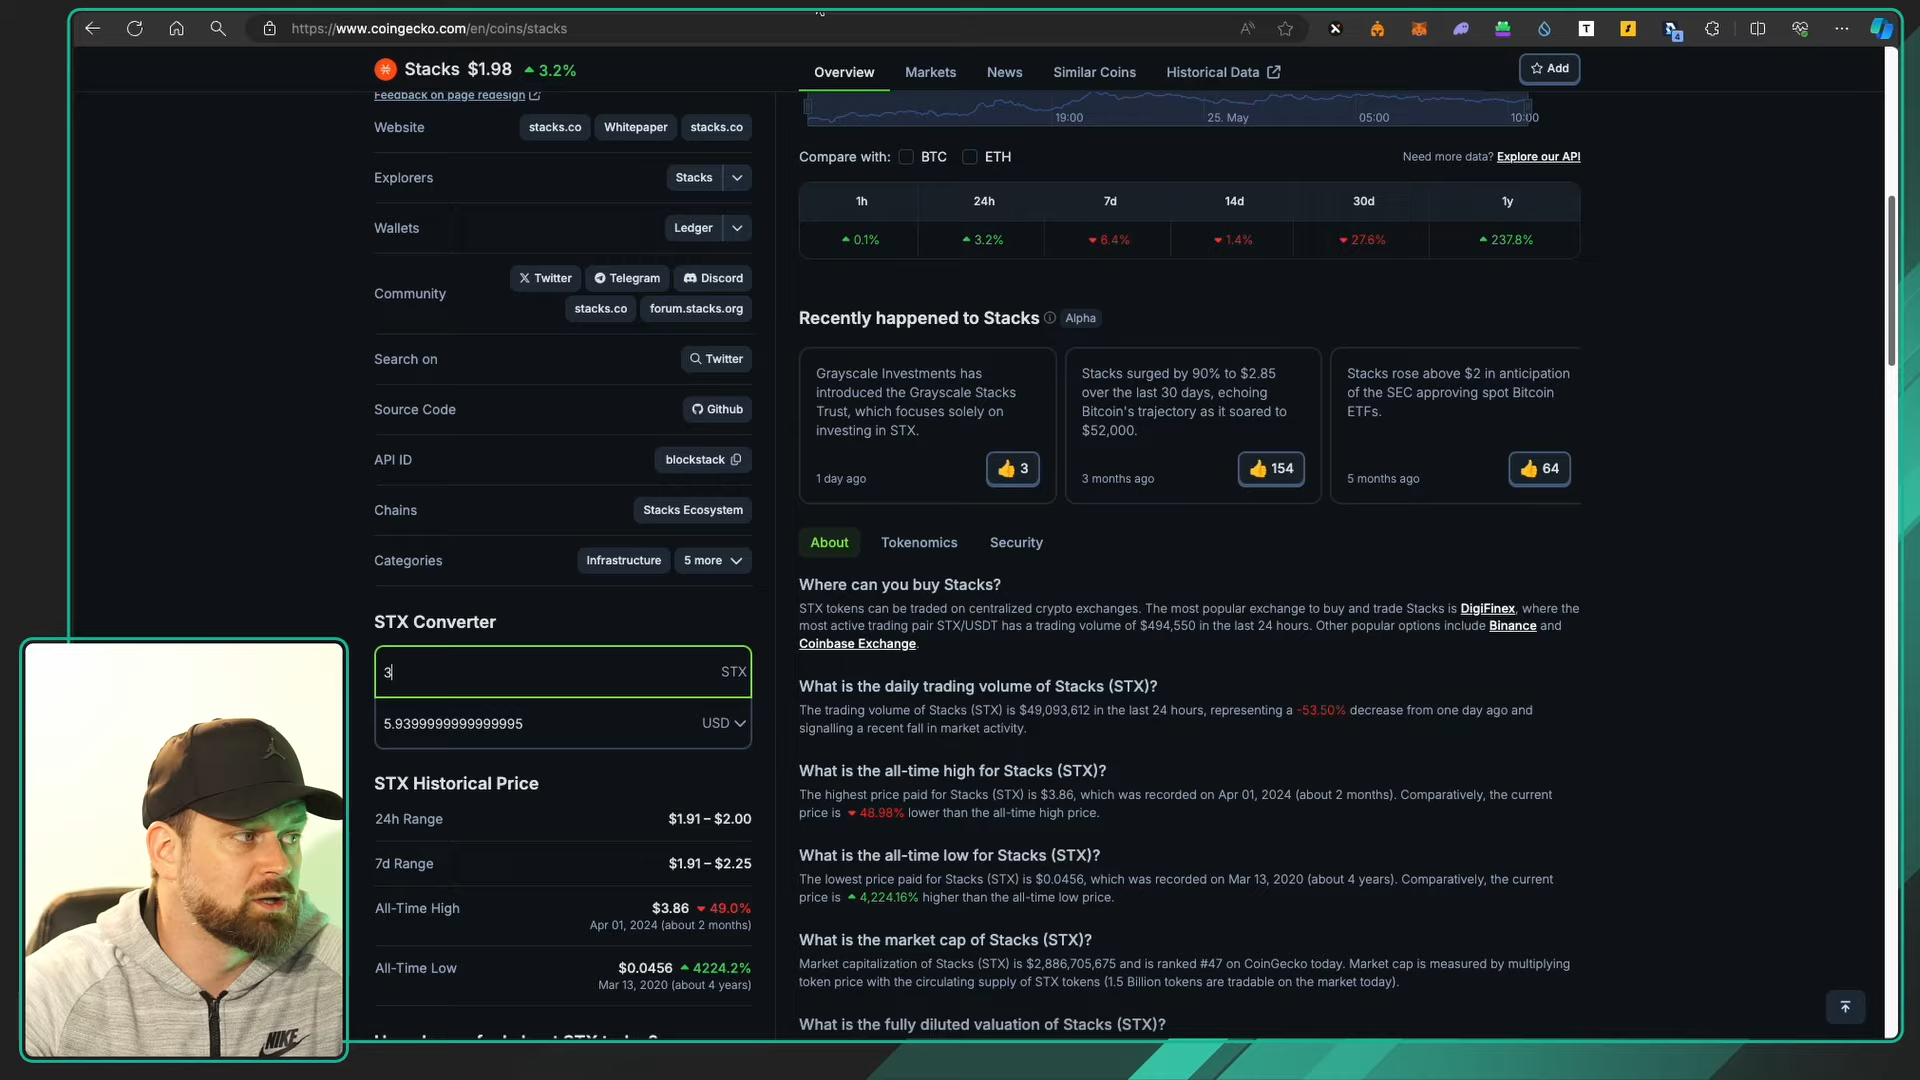 https://www.coingecko.com/en/coins/stacks
T
4
Stacks $1.98 3.2%
Overview Markets News Similar Coins Historical Data
Add
Feedback on page redesign
Website stacks.co Whitepaper stacks.co
Explorers Stacks
Wallets Ledger
Community Twitter Telegram Discord
stacks.co forum.stacks.org
Search on Twitter
Source Code Github
API ID blockstack
Chains Stacks Ecosystem
Categories Infrastructure 5 more
STX Converter
3 STX
5.9399999999999995 USD
STX Historical Price
24h Range $1.91 – $2.00
7d Range $1.91 – $2.25
All-Time High $3.86 49.0%
Apr 01, 2024 (about 2 months)
All-Time Low $0.0456 4224.2%
Mar 13, 2020 (about 4 years)
19:00 25. May 05:00 10:00
Compare with: BTC ETH
Need more data? Explore our API
1h 24h 7d 14d 30d 1y
0.1% 3.2% 6.4% 1.4% 27.6% 237.8%
Recently happened to Stacks Alpha
Grayscale Investments has
introduced the Grayscale Stacks
Trust, which focuses solely on
investing in STX.
1 day ago 3
Stacks surged by 90% to $2.85
over the last 30 days, echoing
Bitcoin's trajectory as it soared to
$52,000.
3 months ago 154
Stacks rose above $2 in anticipation
of the SEC approving spot Bitcoin
ETFs.
5 months ago 64
About Tokenomics Security
Where can you buy Stacks?
STX tokens can be traded on centralized crypto exchanges. The most popular exchange to buy and trade Stacks is DigiFinex, where the
most active trading pair STX/USDT has a trading volume of $494,550 in the last 24 hours. Other popular options include Binance and
Coinbase Exchange.
What is the daily trading volume of Stacks (STX)?
The trading volume of Stacks (STX) is $49,093,612 in the last 24 hours, representing a -53.50% decrease from one day ago and
signalling a recent fall in market activity.
What is the all-time high for Stacks (STX)?
The highest price paid for Stacks (STX) is $3.86, which was recorded on Apr 01, 2024 (about 2 months). Comparatively, the current
price is 48.98% lower than the all-time high price.
What is the all-time low for Stacks (STX)?
The lowest price paid for Stacks (STX) is $0.0456, which was recorded on Mar 13, 2020 (about 4 years). Comparatively, the current
price is 4,224.16% higher than the all-time low price.
What is the market cap of Stacks (STX)?
Market capitalization of Stacks (STX) is $2,886,705,675 and is ranked #47 on CoinGecko today. Market cap is measured by multiplying
token price with the circulating supply of STX tokens (1.5 Billion tokens are tradable on the market today).
What is the fully diluted valuation of Stacks (STX)?
NIKE